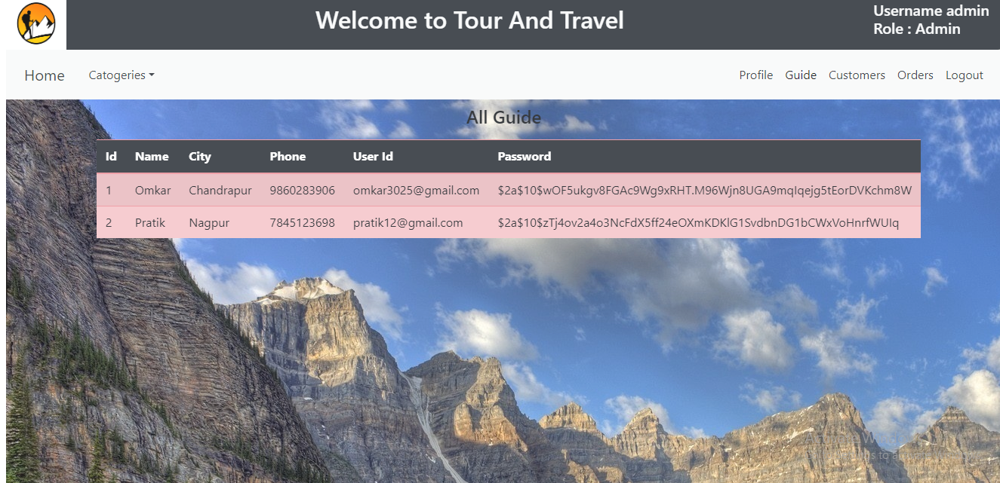 Welcome to Tour And Travel
Username admin
Role : Admin
Home Catogeries Profile Guide Customers Orders Logout
All Guide
Id Name City Phone User Id Password
1 Omkar Chandrapur 9860283906 omkar3025@gmail.com $2a$10$wOF5ukgv8FGAc9Wg9xRHT.M96Wjn8UGA9mqIqejg5tEorDVKchm8W
2 Pratik Nagpur 7845123698 pratik12@gmail.com $2a$10$zTj4ov2a4o3NcFdX5ff24eOXmKDKlG1SvdbnDG1bCWxVoHnrfWUIq